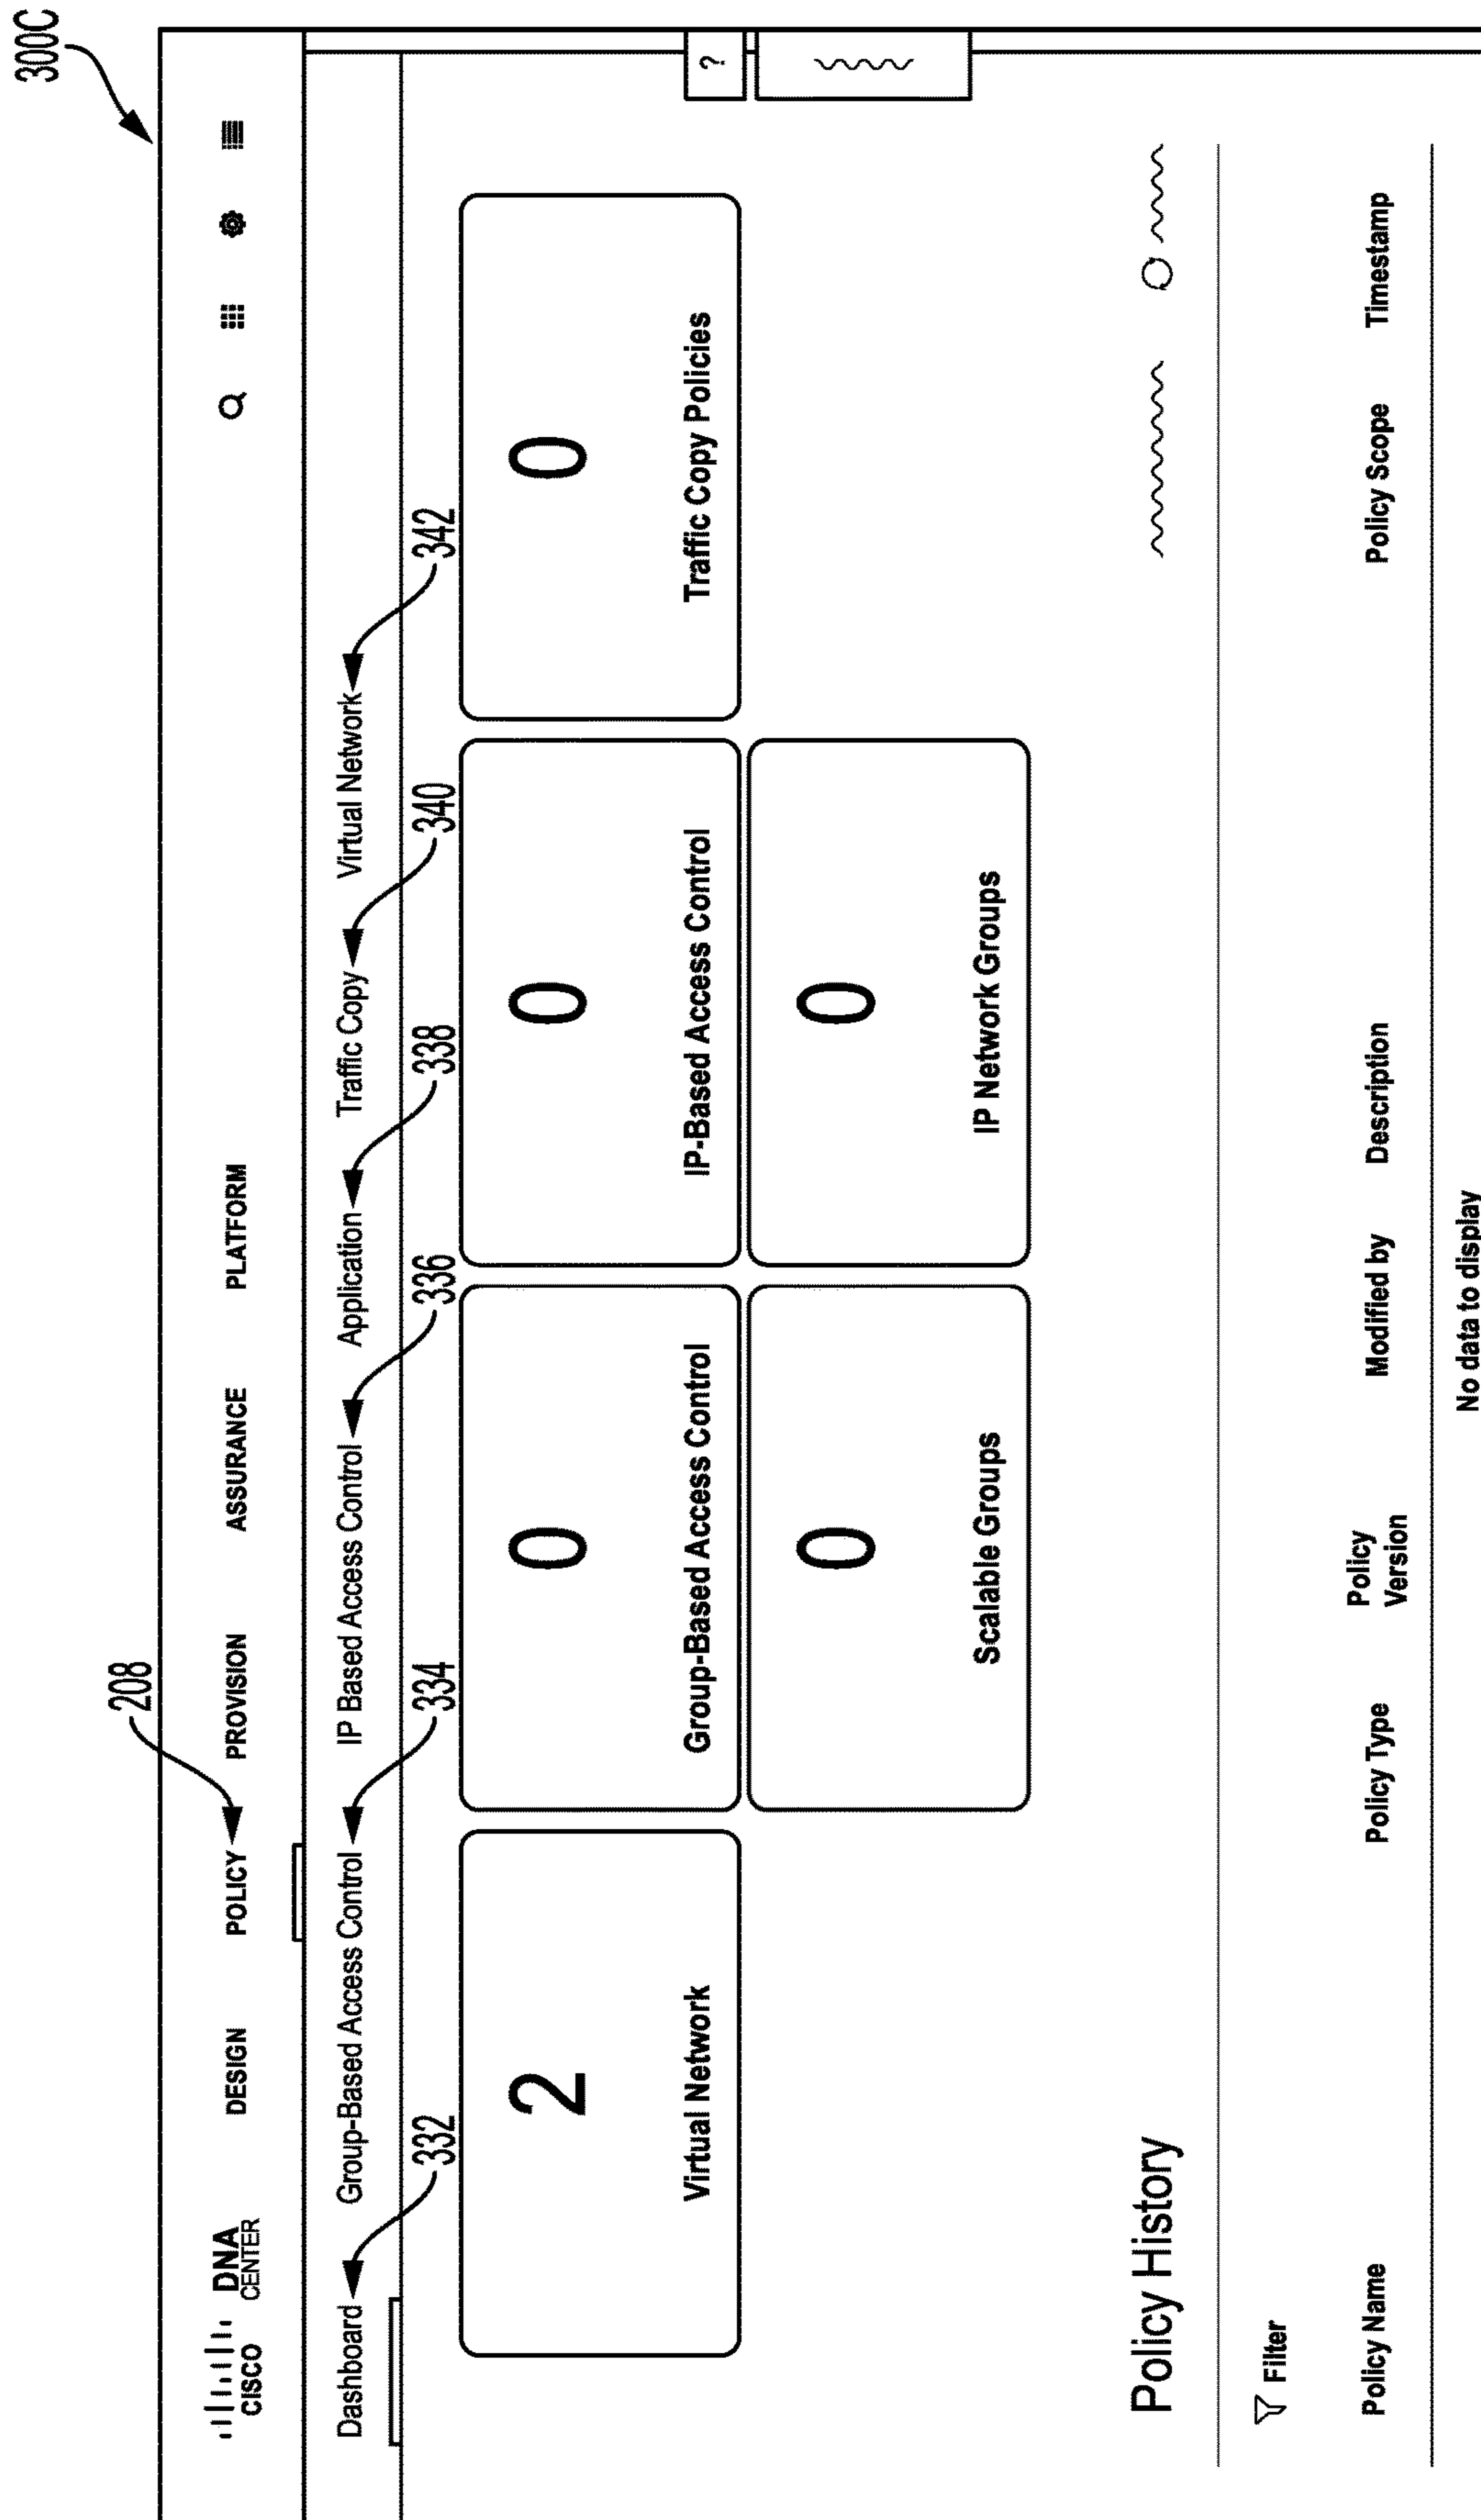 300C
208
CISCO DNA CENTER DESIGN POLICY PROVISION ASSURANCE PLATFORM
Dashboard Group-Based Access Control IP Based Access Control Application Traffic Copy Virtual Network
332 334 336 338 340 342
2 0 0 0
Virtual Network Group-Based Access Control IP-Based Access Control Traffic Copy Policies
?
0 0
Scalable Groups IP Network Groups
Policy History
Filter
Policy Name Policy Type Policy Version Modified by Description Policy Scope Timestamp
No data to display